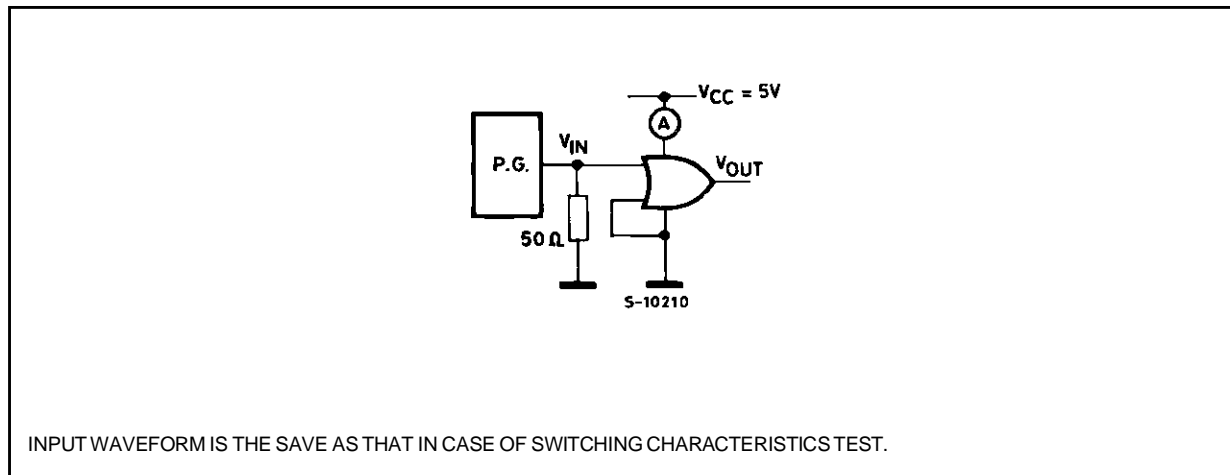 VCC = 5V
A
VIN
P.G.
VOUT
50 Ω
S-10210
INPUT WAVEFORM IS THE SAVE AS THAT IN CASE OF SWITCHING CHARACTERISTICS TEST.